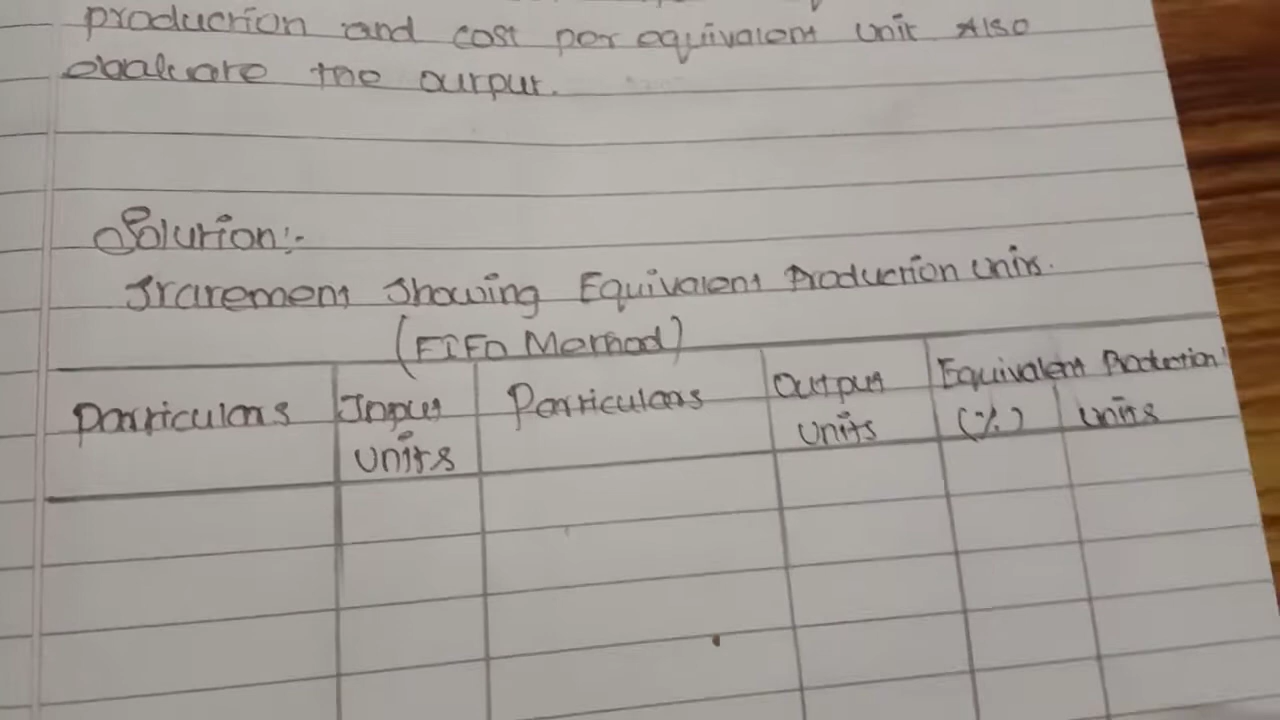 production and cost per equivalent unit Also
evaluate the output.
Solution:-
Statement Showing Equivalent Production units.
(FIFO Method)
Particulars Input Units Particulars Output Units Equivalent Production
(%) Units